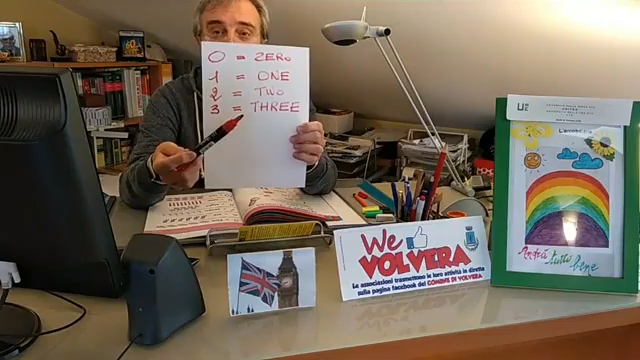 0 = ZERO
1 = ONE
2 = TWO
3 = THREE
We
VOLVERA
Le associazioni trasmettono le loro attività in diretta
sulla pagina facebook del COMUNE DI VOLVERA
L'arcobaleno
Andrà tutto bene